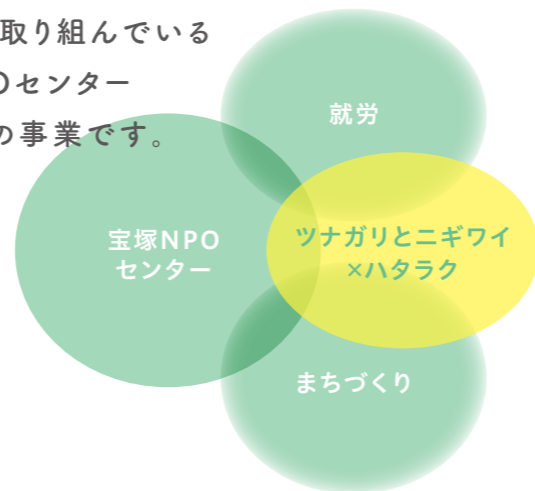 取り組んでいる
Oセンター
の事業です。
就労
宝塚NPO
センター
ツナガリとニギワイ
×ハタラク
まちづくり